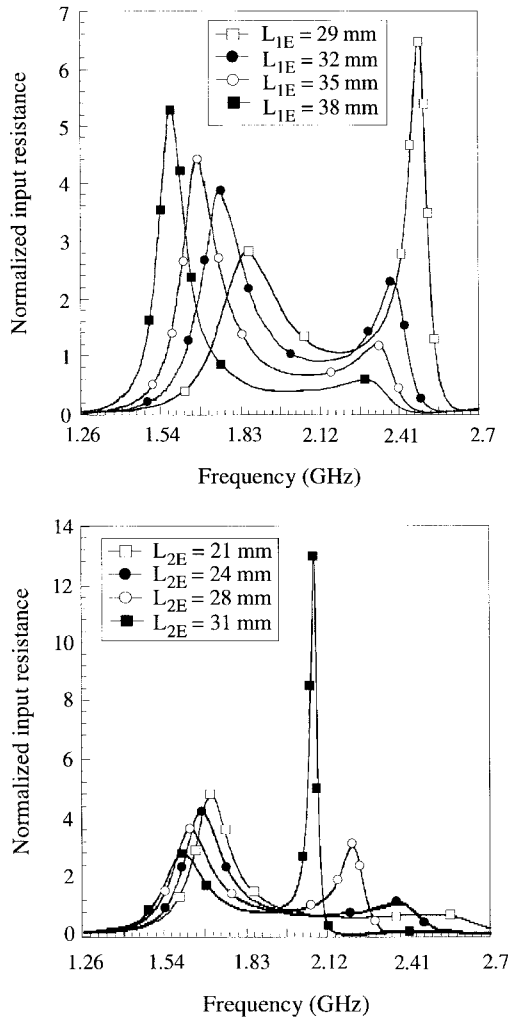 7
6
5
4
3
2
1
0
Normalized input resistance
L1E = 29 mm
L1E = 32 mm
L1E = 35 mm
L1E = 38 mm
1.26 1.54 1.83 2.12 2.41 2.7
Frequency (GHz)
14
12
10
8
6
4
2
0
Normalized input resistance
L2E = 21 mm
L2E = 24 mm
L2E = 28 mm
L2E = 31 mm
1.26 1.54 1.83 2.12 2.41 2.7
Frequency (GHz)